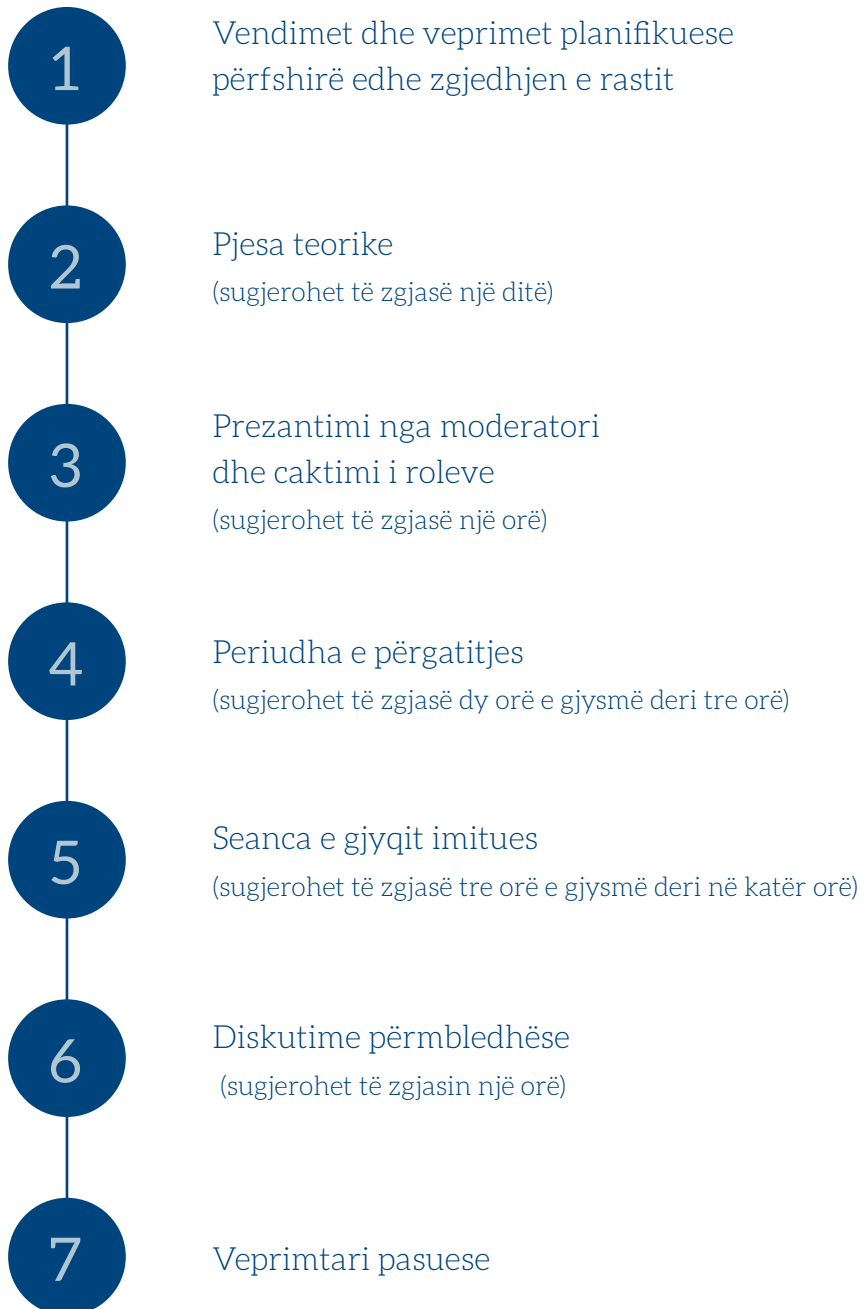 1
Vendimet dhe veprimet planifikuese
përfshirë edhe zgjedhjen e rastit
2
Pjesa teorike
(sugjerohet të zgjasë një ditë)
3
Prezantimi nga moderatori
dhe caktimi i roleve
(sugjerohet të zgjasë një orë)
4
Periudha e përgatitjes
(sugjerohet të zgjasë dy orë e gjysmë deri tre orë)
5
Seanca e gjyqit imitues
(sugjerohet të zgjasë tre orë e gjysmë deri në katër orë)
6
Diskutime përmbledhëse
(sugjerohet të zgjasin një orë)
7
Veprimtari pasuese